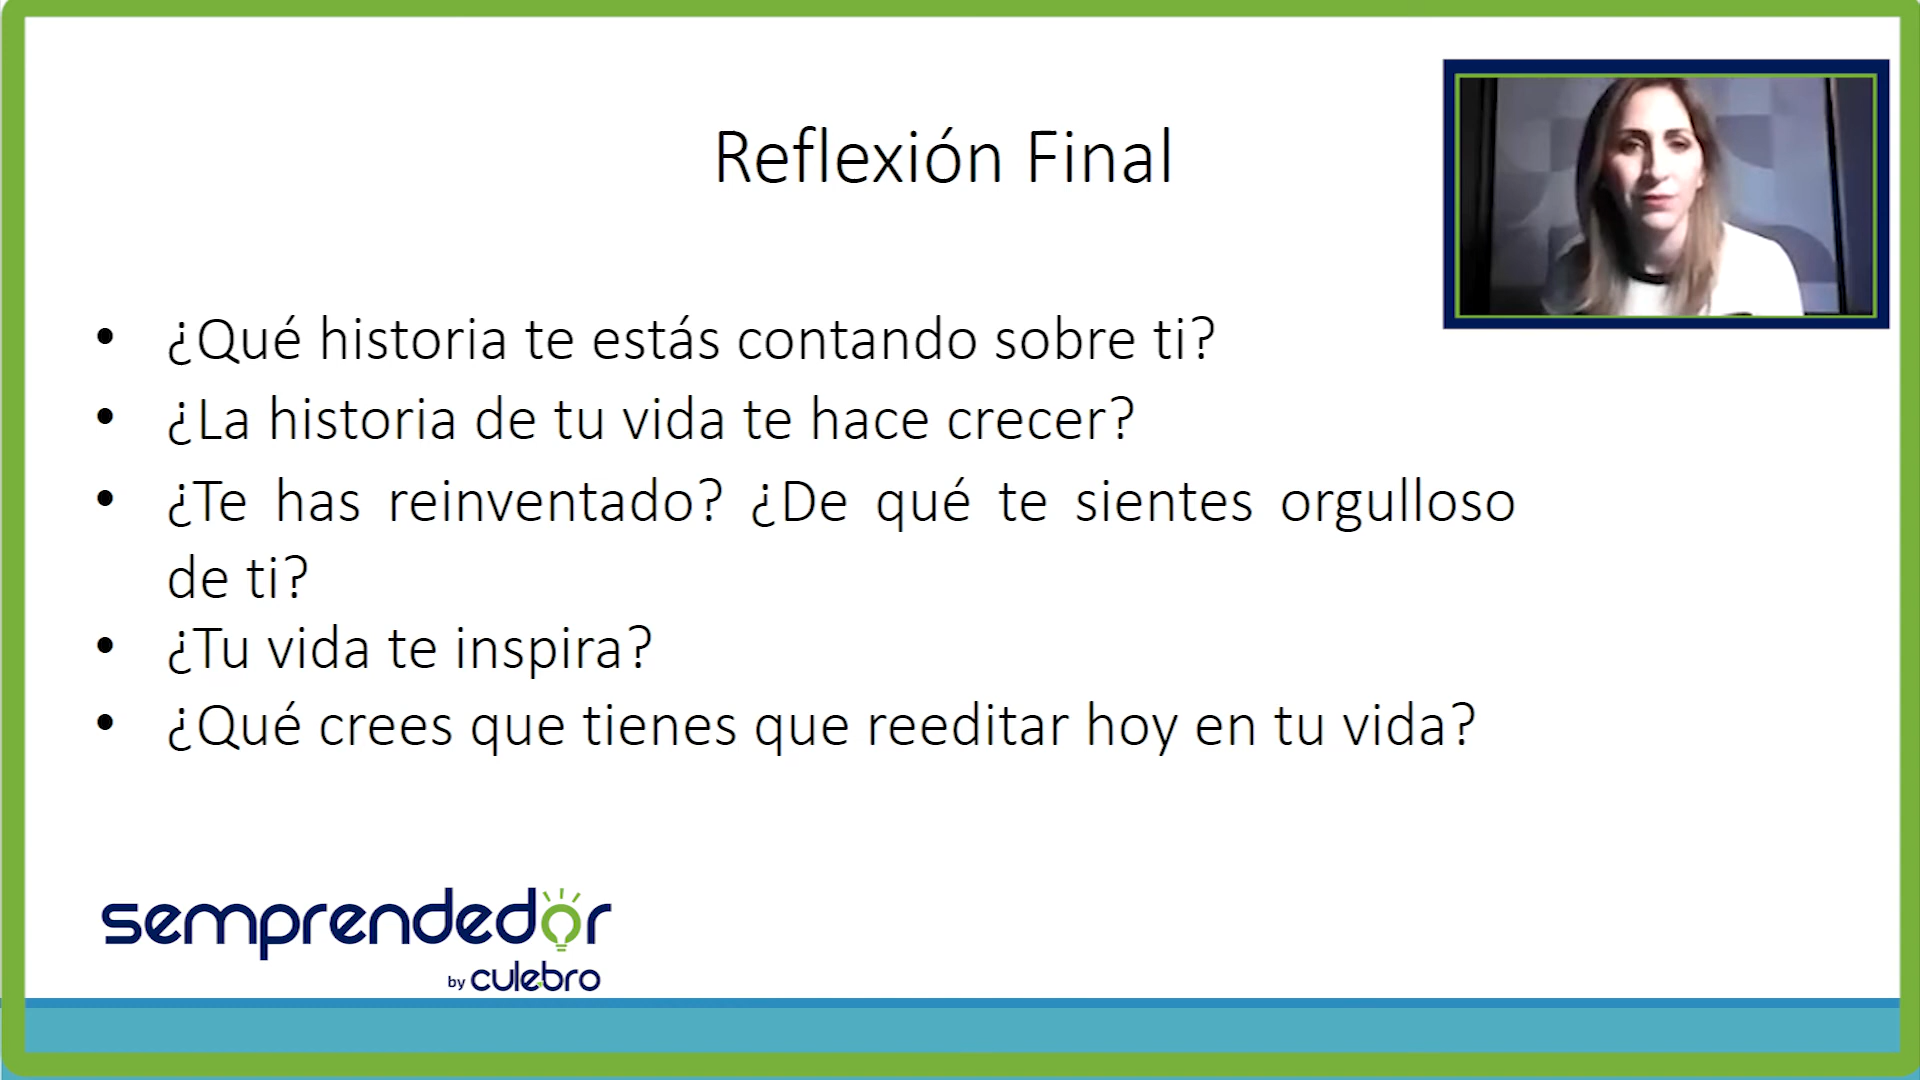 Reflexión Final
• ¿Qué historia te estás contando sobre ti?
• ¿La historia de tu vida te hace crecer?
• ¿Te has reinventado? ¿De qué te sientes orgulloso
de ti?
• ¿Tu vida te inspira?
• ¿Qué crees que tienes que reeditar hoy en tu vida?
semprendedor
by culebro